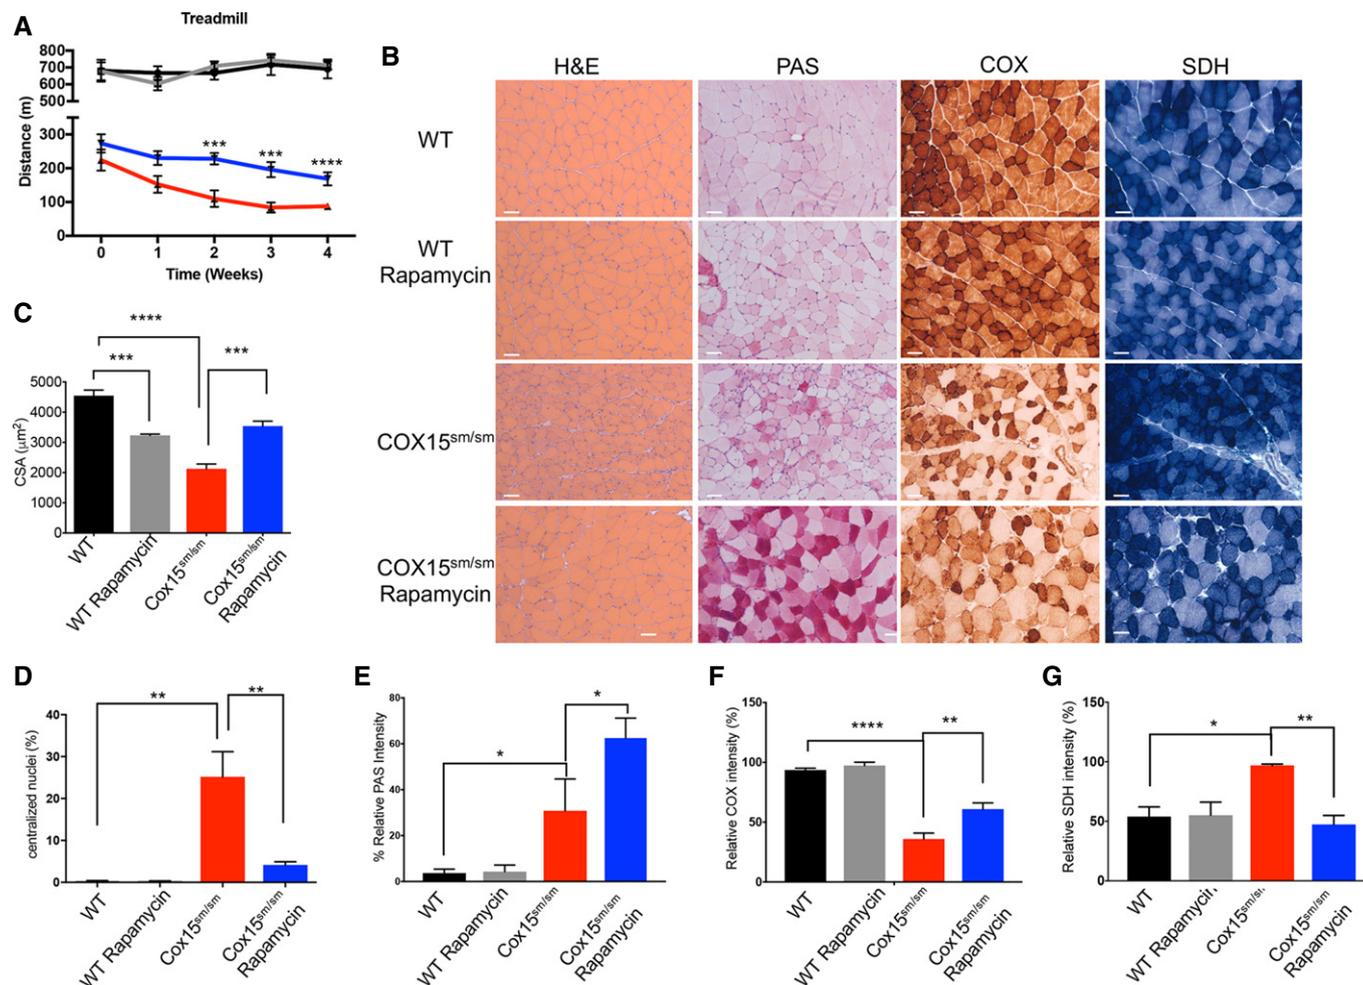 A
Treadmill
800
700
600
500
300
200
100
0
Distance (m)
***
***
****
0 1 2 3 4
Time (Weeks)
B
H&E PAS COX SDH
WT
WT
Rapamycin
COX15sm/sm
COX15sm/sm
Rapamycin
C
****
***
***
5000
4000
3000
2000
1000
0
CSA (µm²)
WT
WT Rapamycin
Cox15sm/sm
Cox15sm/sm
Rapamycin
D
**
**
40
30
20
10
0
centralized nuclei (%)
WT
WT Rapamycin
Cox15sm/sm
Cox15sm/sm
Rapamycin
E
*
*
80
60
40
20
0
% Relative PAS Intensity
WT
WT Rapamycin
Cox15sm/sm
Cox15sm/sm
Rapamycin
F
****
**
150
100
50
0
Relative COX intensity (%)
WT
WT Rapamycin
Cox15sm/sm
Cox15sm/sm
Rapamycin
G
*
**
150
100
50
0
Relative SDH intensity (%)
WT
WT
Cox15sm/
Cox15sm/sm
Rapamycin